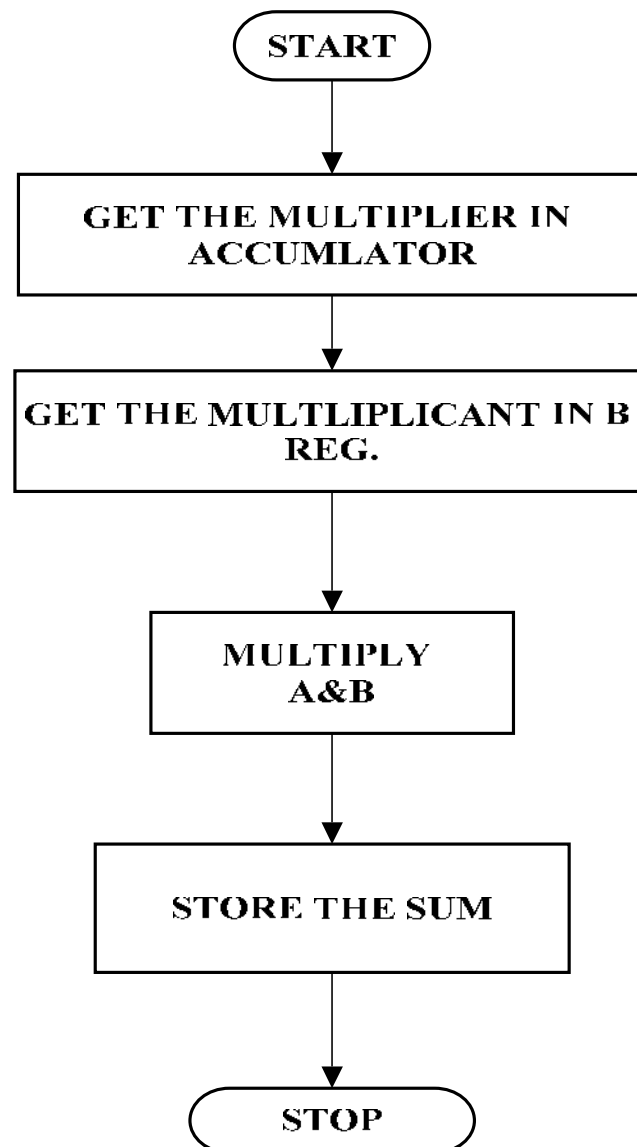 START
GET THE MULTIPLIER IN
ACCUMLATOR
GET THE MULTLIPLICANT IN B
REG.
MULTIPLY
A&B
STORE THE SUM
STOP